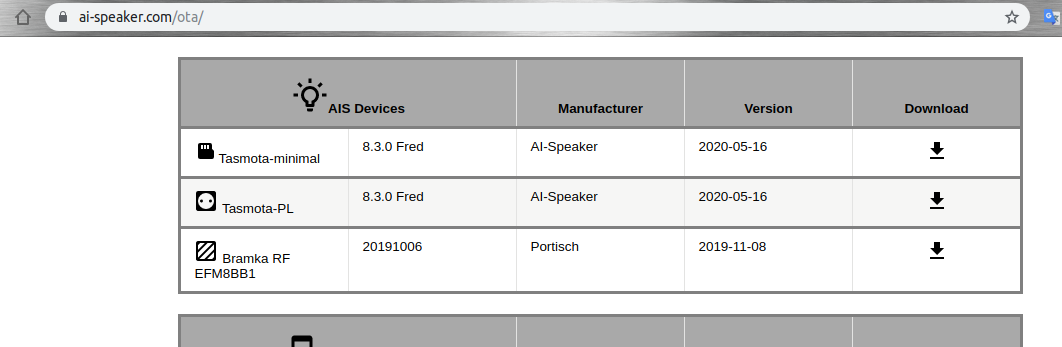 ai-speaker.com/ota/
AIS Devices Manufacturer Version Download
Tasmota-minimal 8.3.0 Fred AI-Speaker 2020-05-16
Tasmota-PL 8.3.0 Fred AI-Speaker 2020-05-16
Bramka RF 20191006 Portisch 2019-11-08
EFM8BB1